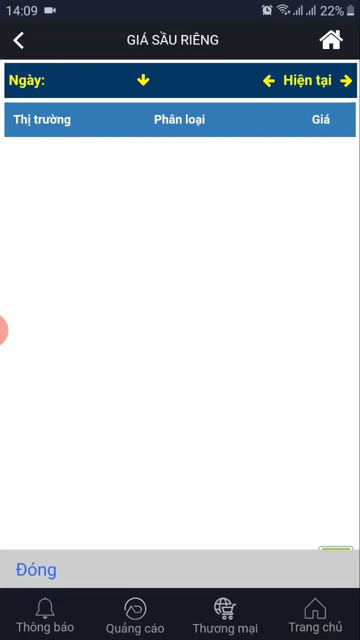 14:09 22%
GIÁ SẦU RIÊNG
Ngày: Hiện tại
Thị trường Phân loại Giá
Đóng
Thông báo Quảng cáo Thương mại Trang chủ